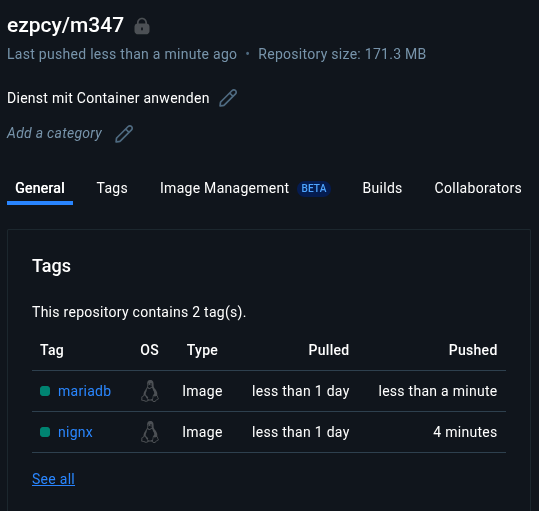 ezpcy/m347
Last pushed less than a minute ago • Repository size: 171.3 MB
Dienst mit Container anwenden
Add a category
General Tags Image Management BETA Builds Collaborators
Tags
This repository contains 2 tag(s).
Tag OS Type Pulled Pushed
mariadb Image less than 1 day less than a minute
nignx Image less than 1 day 4 minutes
See all